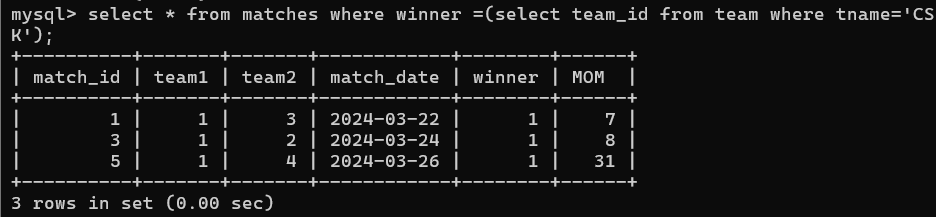 mysql> select * from matches where winner =(select team_id from team where tname='CS
K');
+----------+-------+-------+------------+--------+------+
| match_id | team1 | team2 | match_date | winner | MOM  |
+----------+-------+-------+------------+--------+------+
|        1 |     1 |     3 | 2024-03-22 |      1 |    7 |
|        3 |     1 |     2 | 2024-03-24 |      1 |    8 |
|        5 |     1 |     4 | 2024-03-26 |      1 |   31 |
+----------+-------+-------+------------+--------+------+
3 rows in set (0.00 sec)